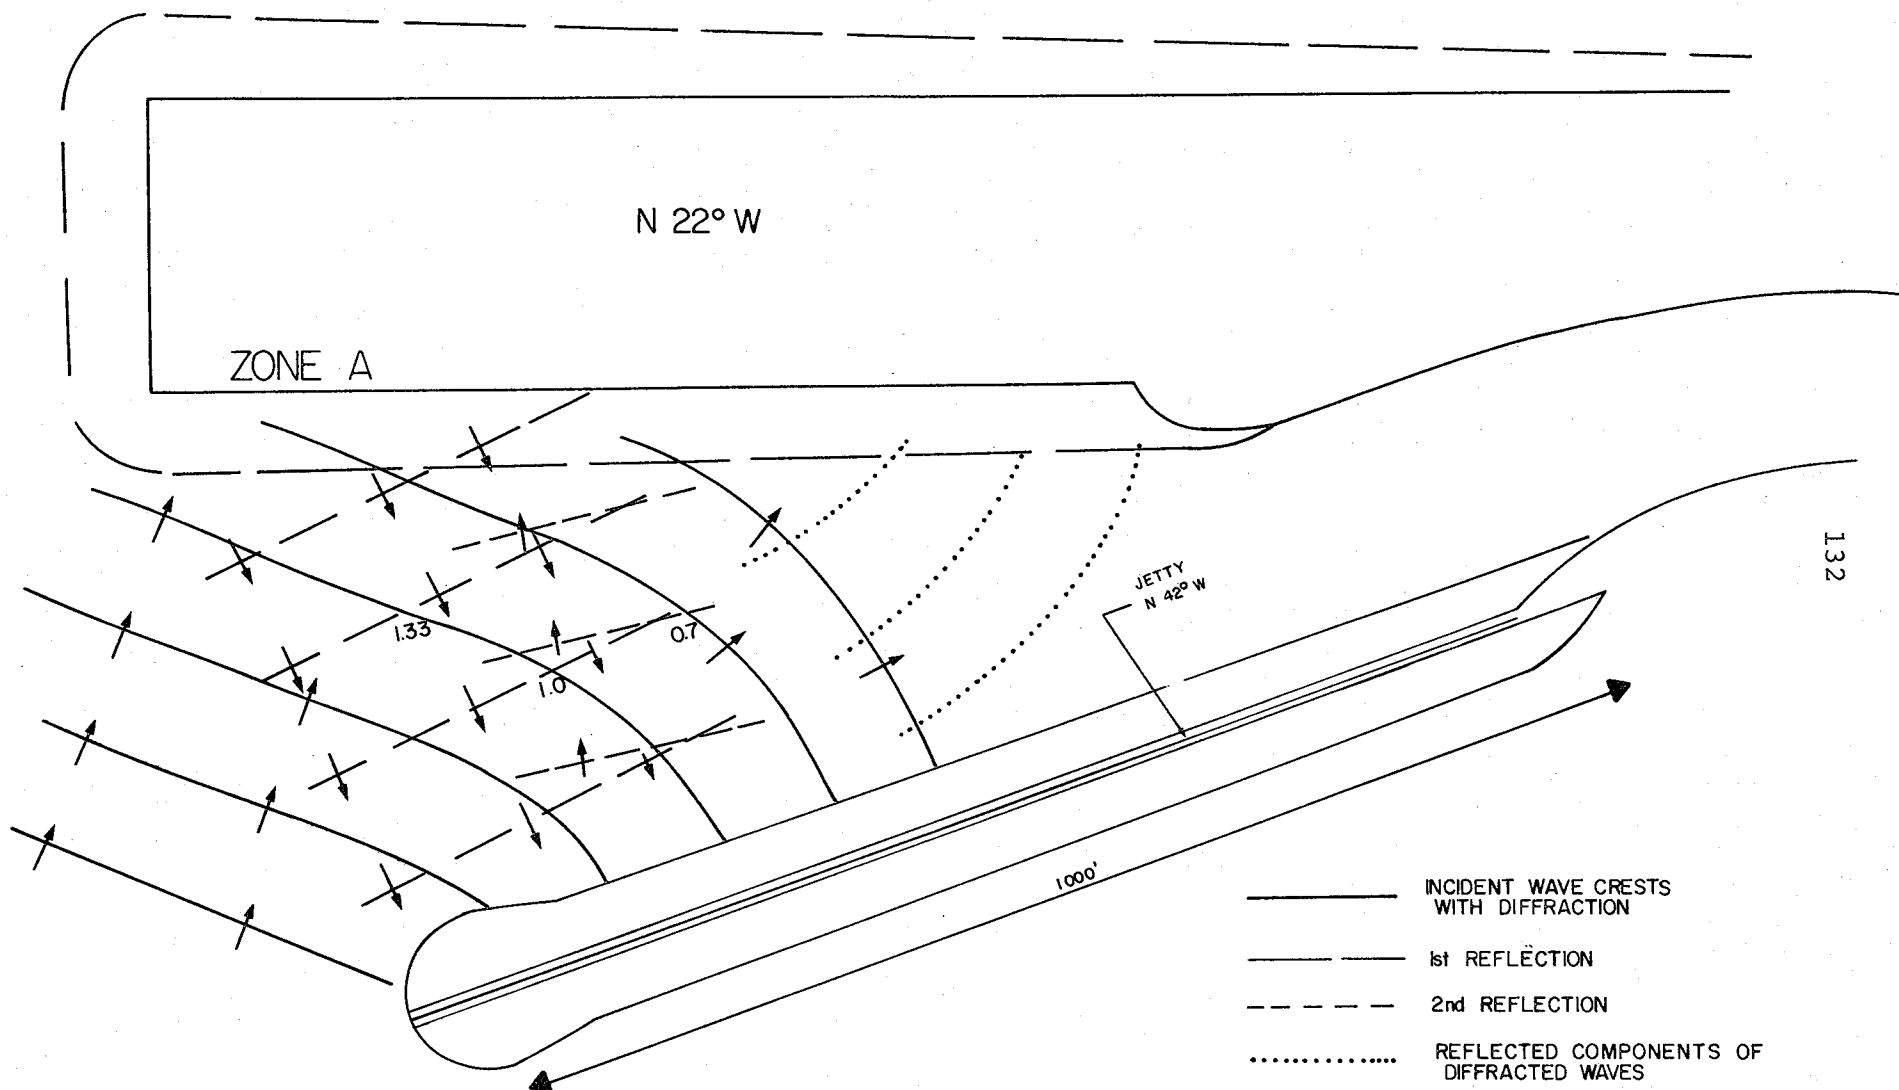 N 22° W
ZONE A
132
JETTY
N 42° W
1.33
0.7
1.0
1000'
INCIDENT WAVE CRESTS
WITH DIFFRACTION
1st REFLECTION
2nd REFLECTION
REFLECTED COMPONENTS OF
DIFFRACTED WAVES